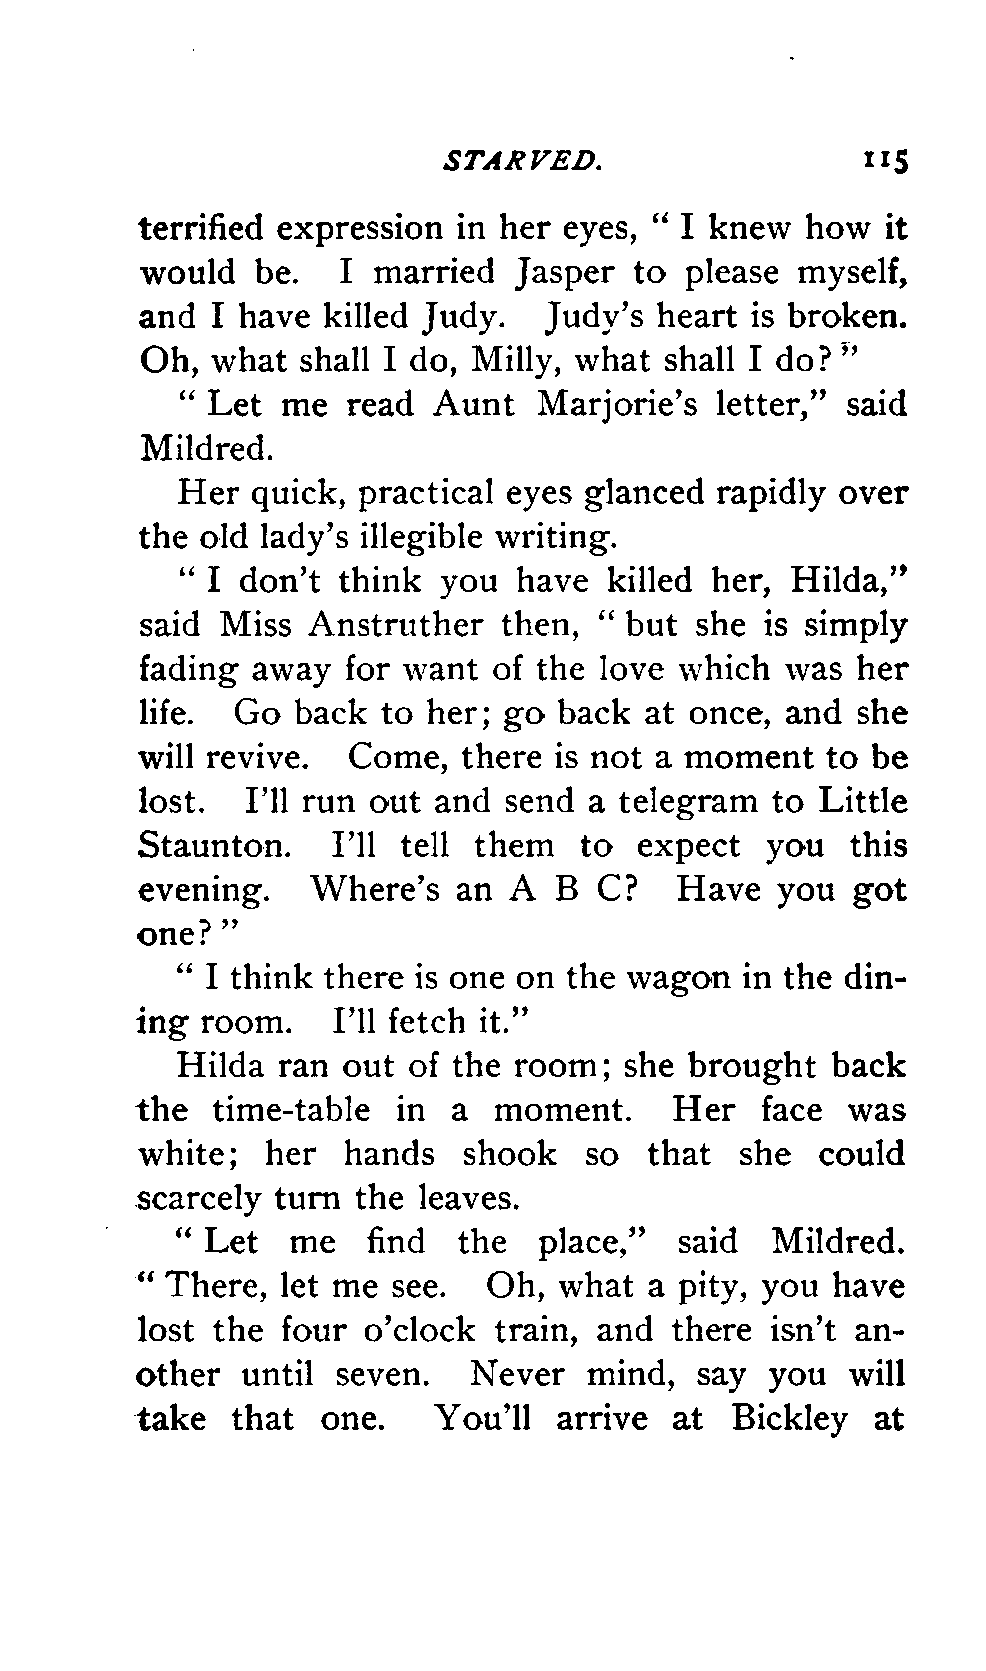 STARVED. 115
terrified expression in her eyes, “ I knew how it
would be. I married Jasper to please myself,
and I have killed Judy. Judy’s heart is broken.
Oh, what shall I do, Milly, what shall I do? ”
“ Let me read Aunt Marjorie’s letter,” said
Mildred.
Her quick, practical eyes glanced rapidly over
the old lady’s illegible writing.
“ I don’t think you have killed her, Hilda,”
said Miss Anstruther then, “ but she is simply
fading away for want of the love which was her
life. Go back to her; go back at once, and she
will revive. Come, there is not a moment to be
lost. I’ll run out and send a telegram to Little
Staunton. I’ll tell them to expect you this
evening. Where’s an A B C? Have you got
one? ”
“ I think there is one on the wagon in the din-
ing room. I’ll fetch it.”
Hilda ran out of the room; she brought back
the time-table in a moment. Her face was
white; her hands shook so that she could
scarcely turn the leaves.
“ Let me find the place,” said Mildred.
“ There, let me see. Oh, what a pity, you have
lost the four o’clock train, and there isn’t an-
other until seven. Never mind, say you will
take that one. You’ll arrive at Bickley at